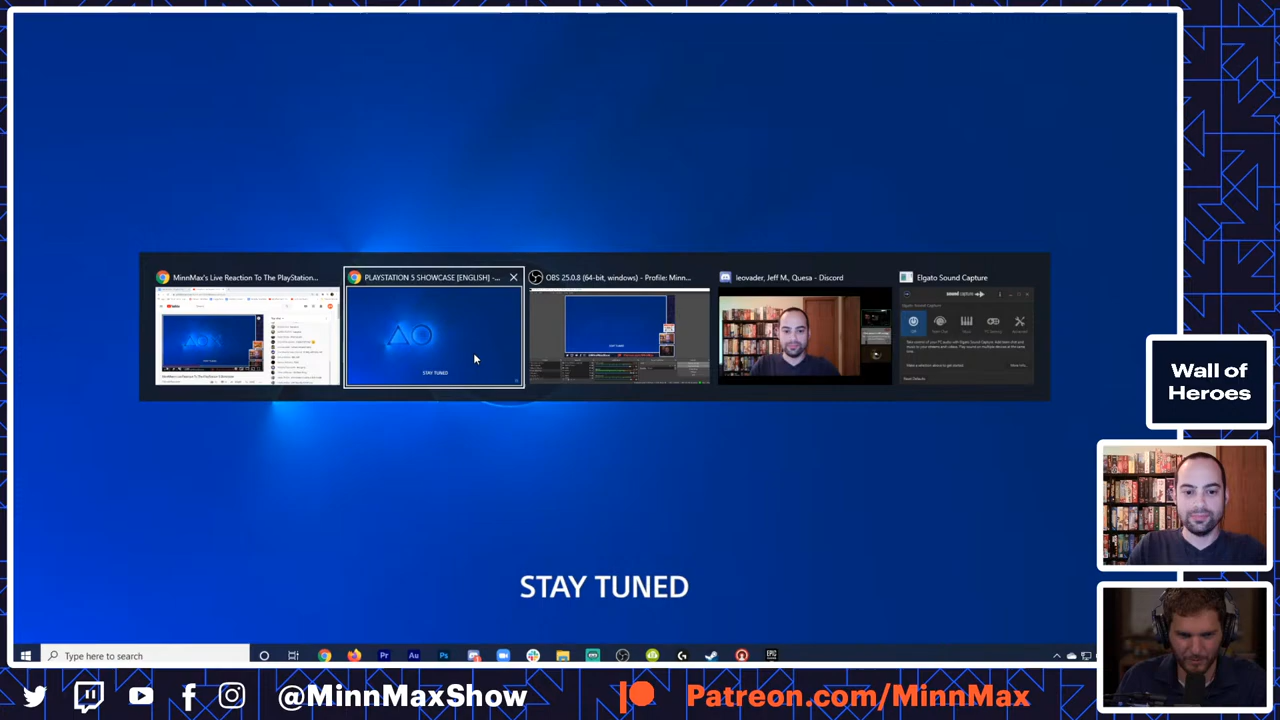 MinnMax's Live Reaction To The PlayStation...
PLAYSTATION 5 SHOWCASE [ENGLISH] -...
OBS 25.0.8 (64-bit, windows) - Profile: Minn...
leovader, Jeff M., Quesa - Discord
Elgato Sound Capture
STAY TUNED
Wall of
Heroes
STAY TUNED
Type here to search
@MinnMaxShow
Patreon.com/MinnMax